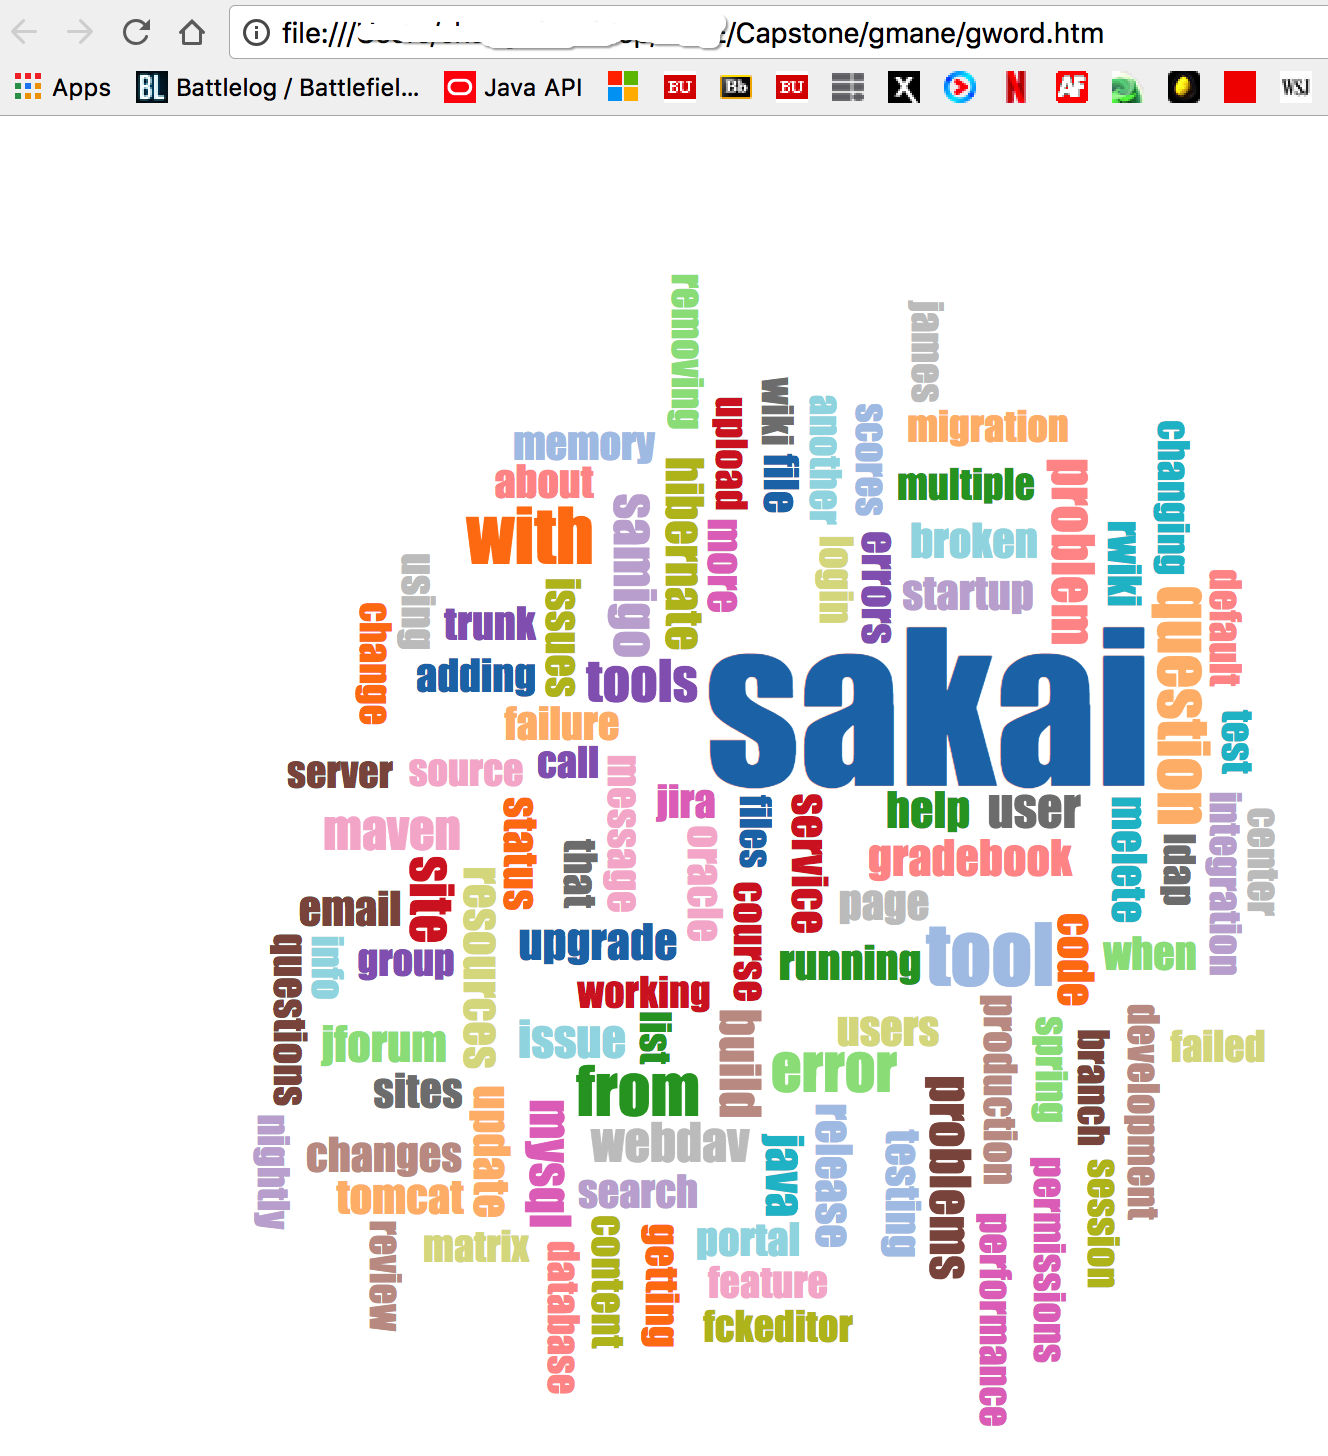 file:/// /Capstone/gmane/gword.htm
Apps BL Battlelog / Battlefiel... Java API BU Bb BU X N AF WSJ
removing
james
wiki
upload
another
scores
migration
changing
memory
about
hibernate
file
multiple
problem
with
samigo
more
login
errors
broken
rwiki
using
issues
startup
default
change
trunk
question
adding
tools
sakai
failure
test
server
source
call
message
jira
files
service
help
user
melete
integration
center
maven
status
that
oracle
gradebook
ldap
site
resources
course
page
email
upgrade
tool
code
when
questions
info
group
running
working
list
build
production
jforum
issue
users
spring
branch
development
failed
sites
from
error
problems
update
mysql
webdav
java
release
testing
nightly
changes
search
permissions
session
tomcat
review
matrix
content
getting
portal
performance
database
feature
fckeditor